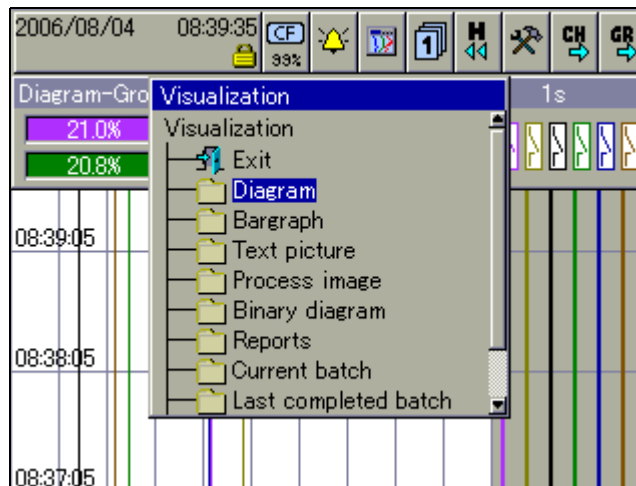 2006/08/04 08:39:35 CF 1 H CH GR
99%
Diagram-Gro
Visualization
1s
21.0%
20.8%
Visualization
Exit
Diagram
Bargraph
Text picture
Process image
Binary diagram
Reports
Current batch
Last completed batch
08:39:05
08:38:05
08:37:05